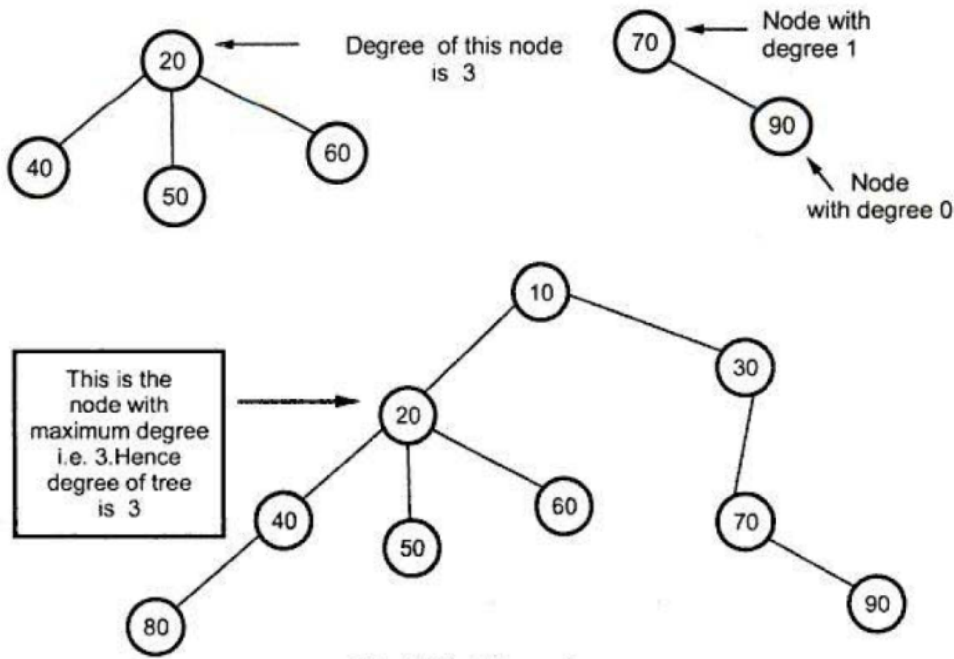 20
Degree of this node
is 3
70
Node with
degree 1
40
50
60
90
Node
with degree 0
10
This is the
node with
maximum degree
i.e. 3.Hence
degree of tree
is 3
30
20
40
50
60
70
80
90